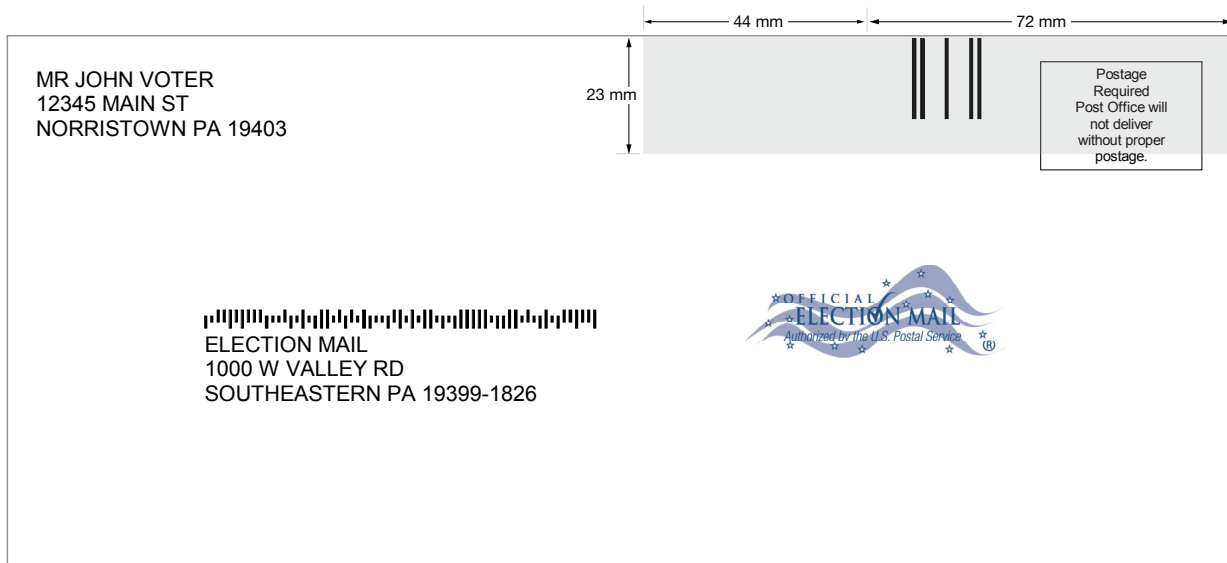 44 mm
72 mm
23 mm
MR JOHN VOTER
12345 MAIN ST
NORRISTOWN PA 19403
Postage
Required
Post Office will
not deliver
without proper
postage.
OFFICIAL
ELECTION MAIL
Authorized by the U.S. Postal Service
®
ELECTION MAIL
1000 W VALLEY RD
SOUTHEASTERN PA 19399-1826